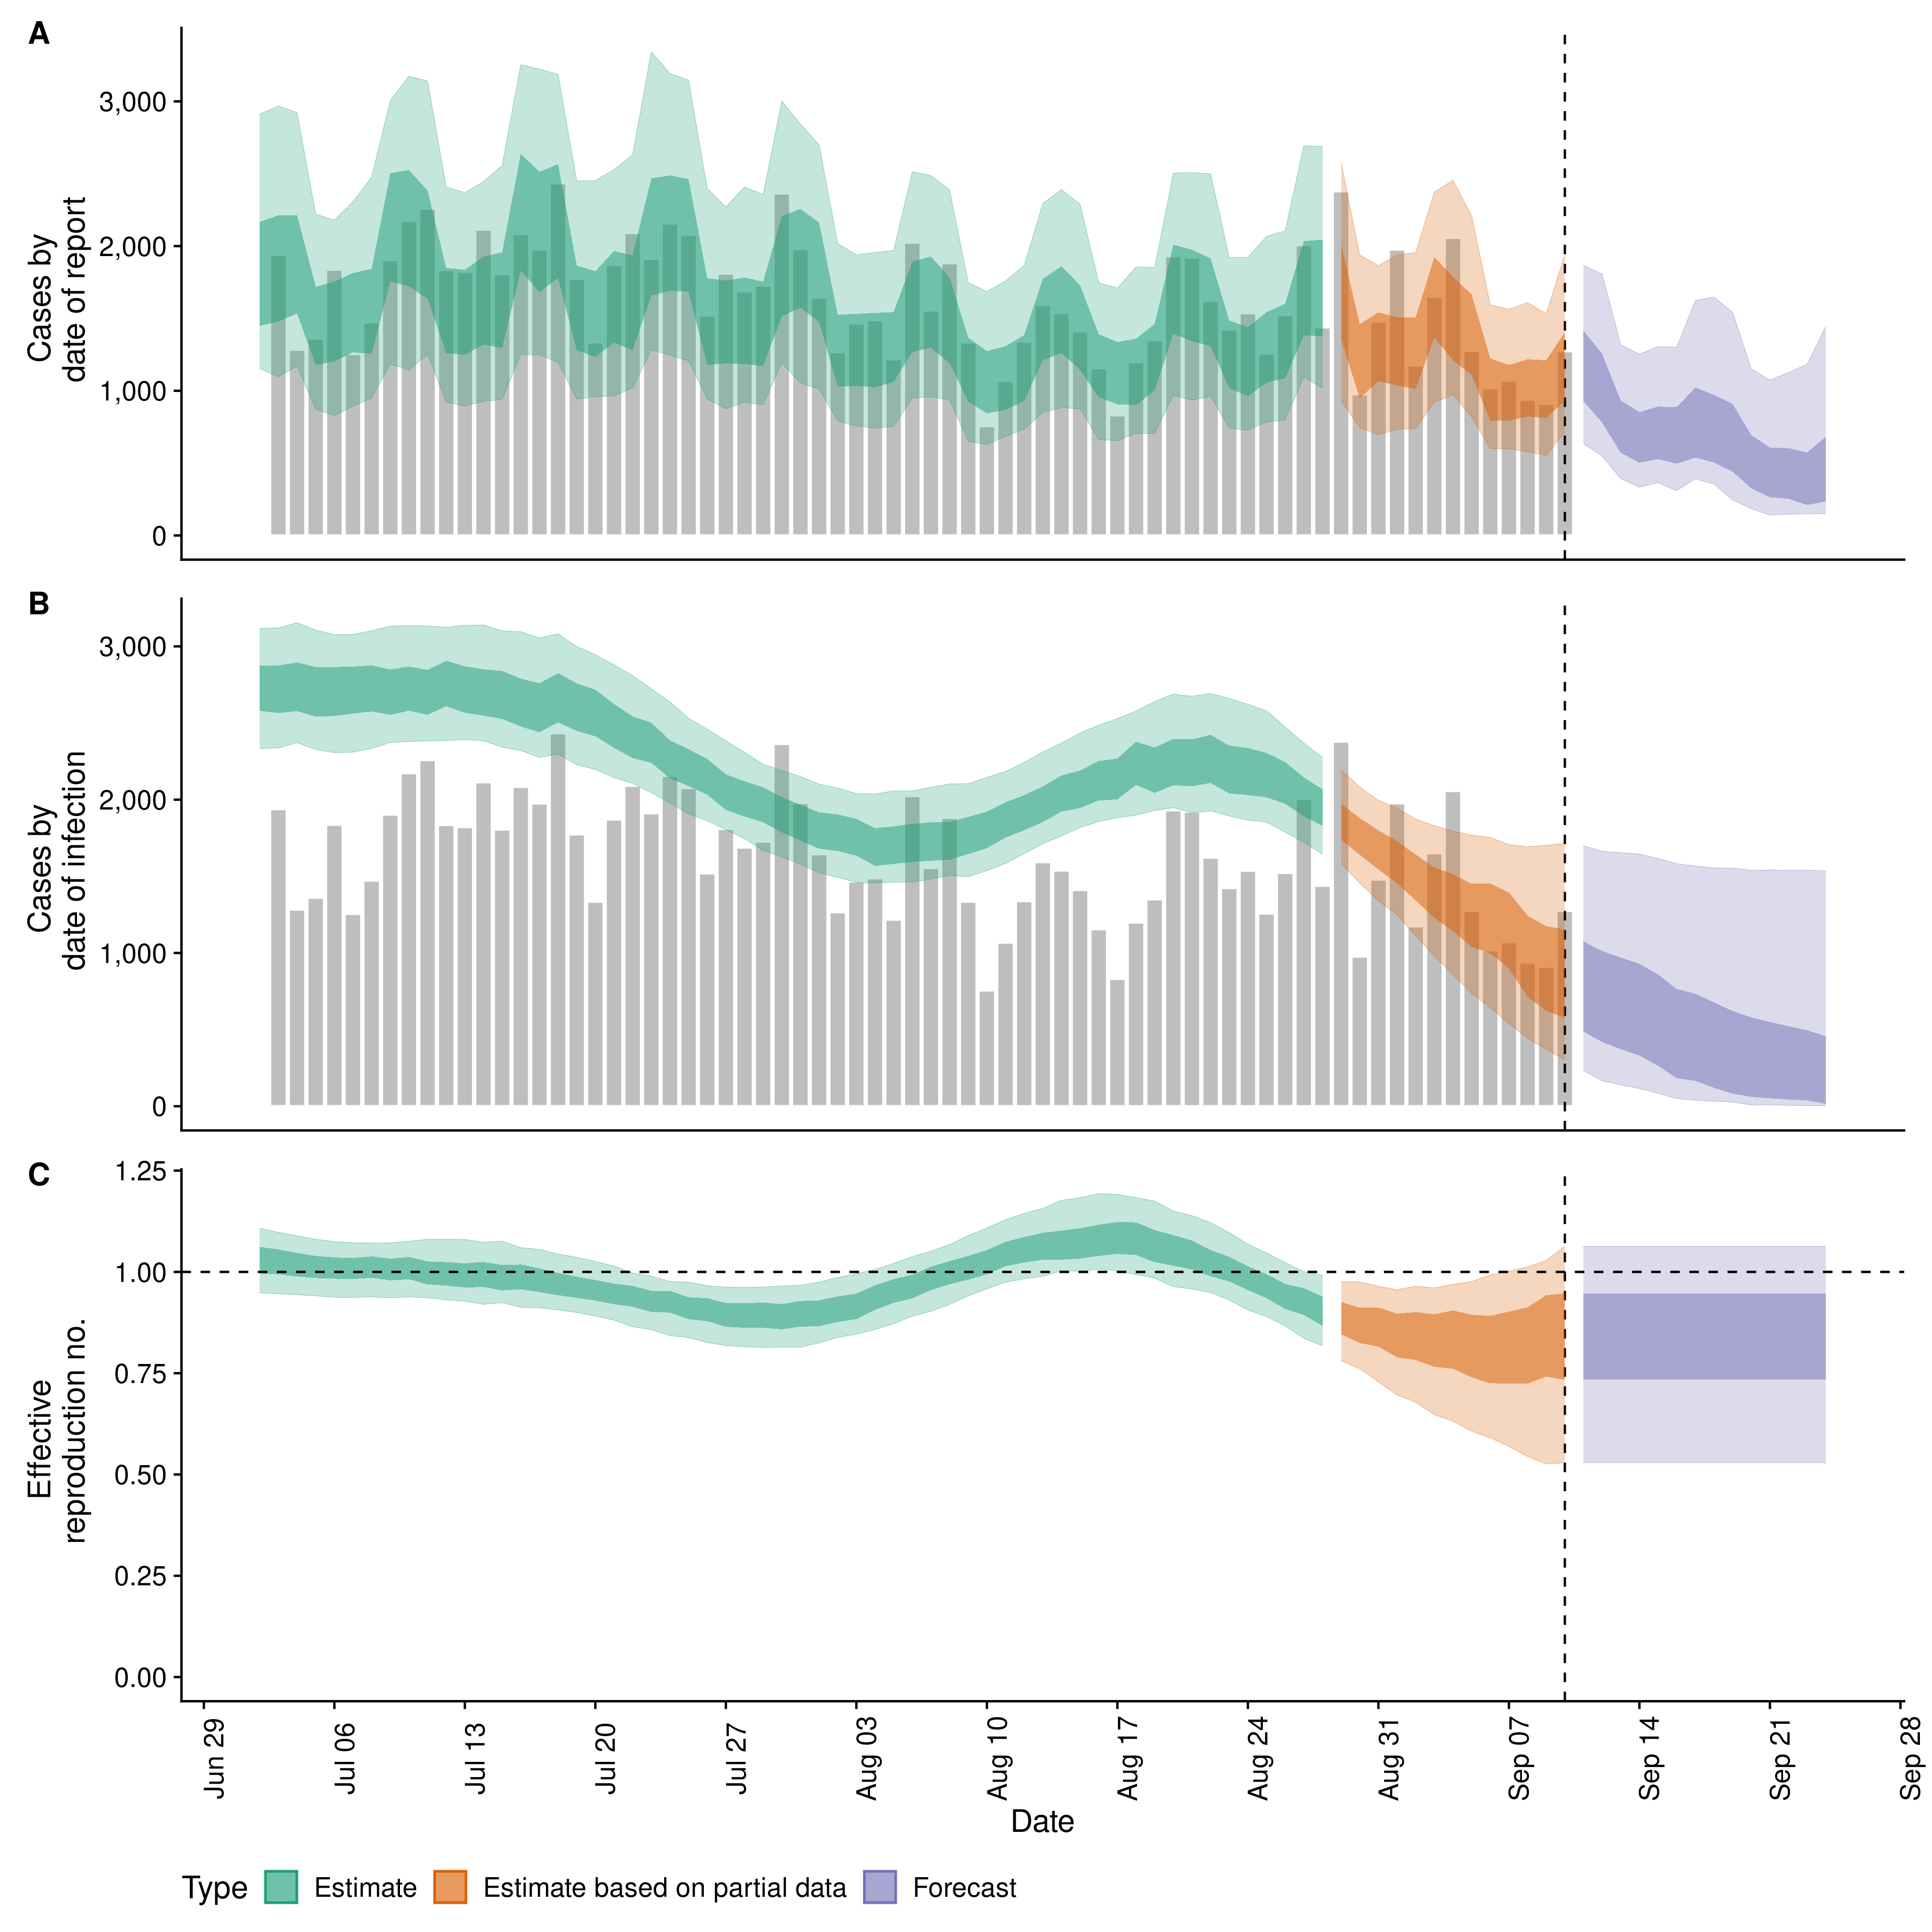 A
Cases by
date of report
3,000
2,000
1,000
0
B
Cases by
date of infection
3,000
2,000
1,000
0
C
Effective
reproduction no.
1.25
1.00
0.75
0.50
0.25
0.00
Jun 29
Jul 06
Jul 13
Jul 20
Jul 27
Aug 03
Aug 10
Aug 17
Aug 24
Aug 31
Sep 07
Sep 14
Sep 21
Sep 28
Date
Type Estimate Estimate based on partial data Forecast